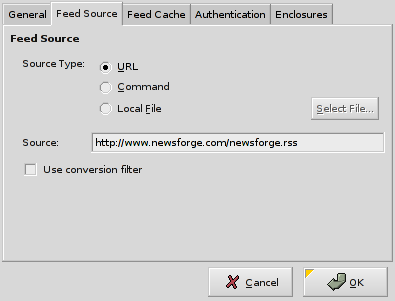 General Feed Source Feed Cache Authentication Enclosures
Feed Source
Source Type: URL
Command
Local File Select File...
Source: http://www.newsforge.com/newsforge.rss
Use conversion filter
Cancel OK